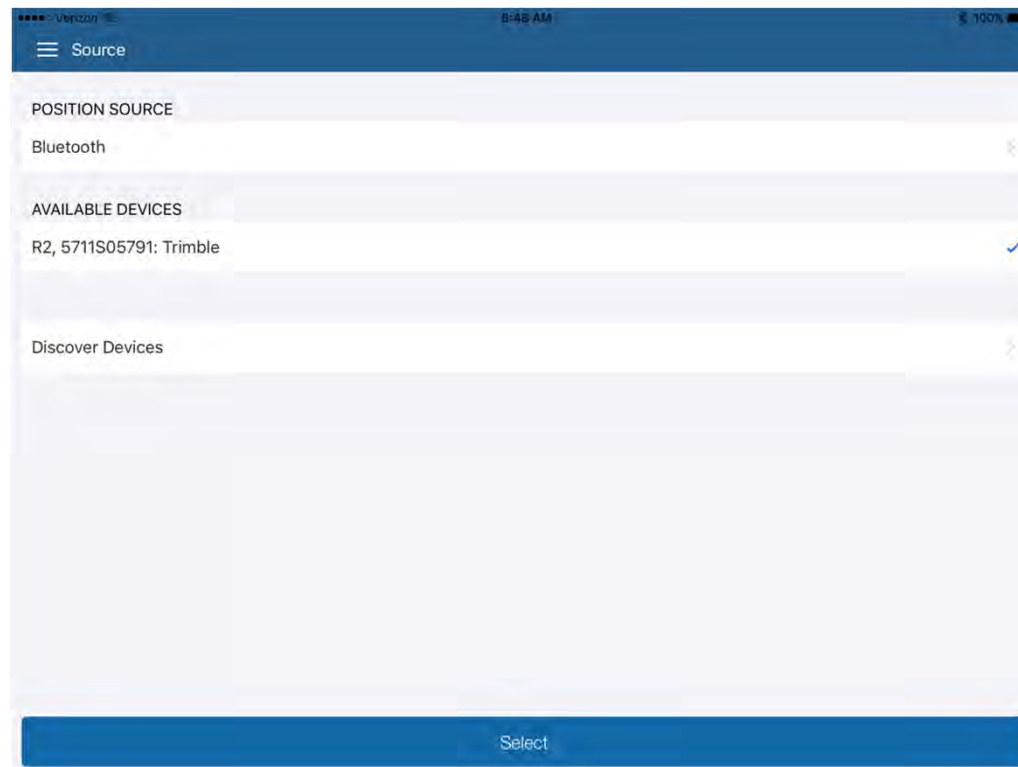 Verizon 8:48 AM 100%
Source
POSITION SOURCE
Bluetooth
AVAILABLE DEVICES
R2, 5711S05791: Trimble
Discover Devices
Select